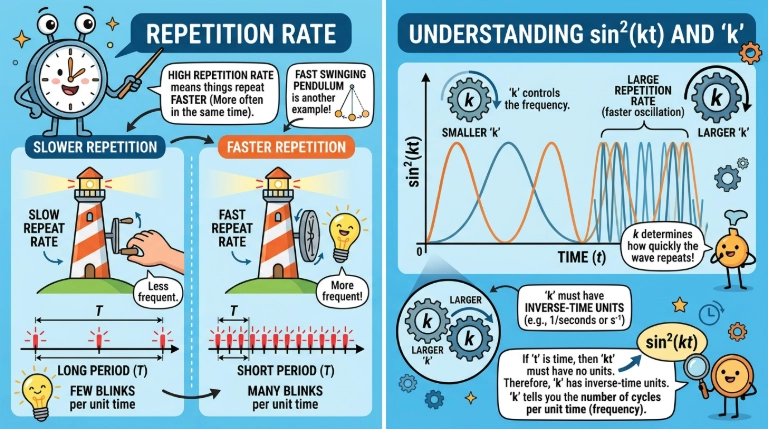 REPETITION RATE
HIGH REPETITION RATE
means things repeat
FASTER (More often
in the same time).
FAST SWINGING
PENDULUM
is another
example!
SLOWER REPETITION
FASTER REPETITION
SLOW
REPEAT
RATE
Less
frequent.
FAST
REPEAT
RATE
More
frequent!
T
LONG PERIOD (T)
FEW BLINKS
per unit time
T
SHORT PERIOD (T)
MANY BLINKS
per unit time
UNDERSTANDING sin²(kt) AND ‘k’
k
‘k’ controls
the frequency.
SMALLER ‘k’
LARGE
REPETITION
RATE
(faster oscillation)
k
LARGER ‘k’
sin²(kt)
0
TIME (t)
k determines
how quickly the
wave repeats!
k
LARGER
k
LARGER
‘k’
‘k’ must have
INVERSE-TIME UNITS
(e.g., 1/seconds or s⁻¹)
sin²(kt)
If ‘t’ is time, then ‘kt’
must have no units.
Therefore, ‘k’ has inverse-time units.
‘k’ tells you the number of cycles
per unit time (frequency).